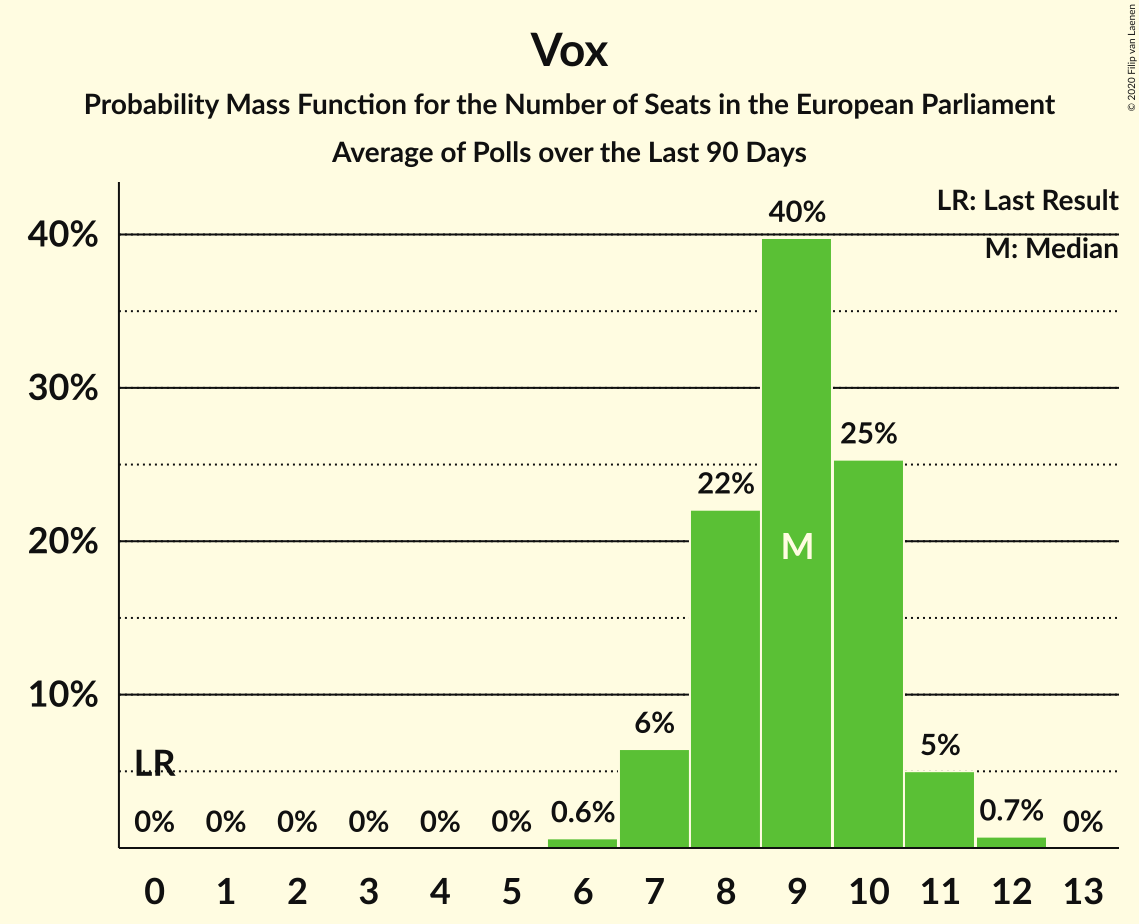 Vox
Probability Mass Function for the Number of Seats in the European Parliament
Average of Polls over the Last 90 Days
© 2020 Filip van Laenen
LR: Last Result
M: Median
40%
30%
20%
10%
40%
25%
22%
M
6%
5%
LR
0% 0% 0% 0% 0% 0% 0.6% 0.7% 0%
0 1 2 3 4 5 6 7 8 9 10 11 12 13